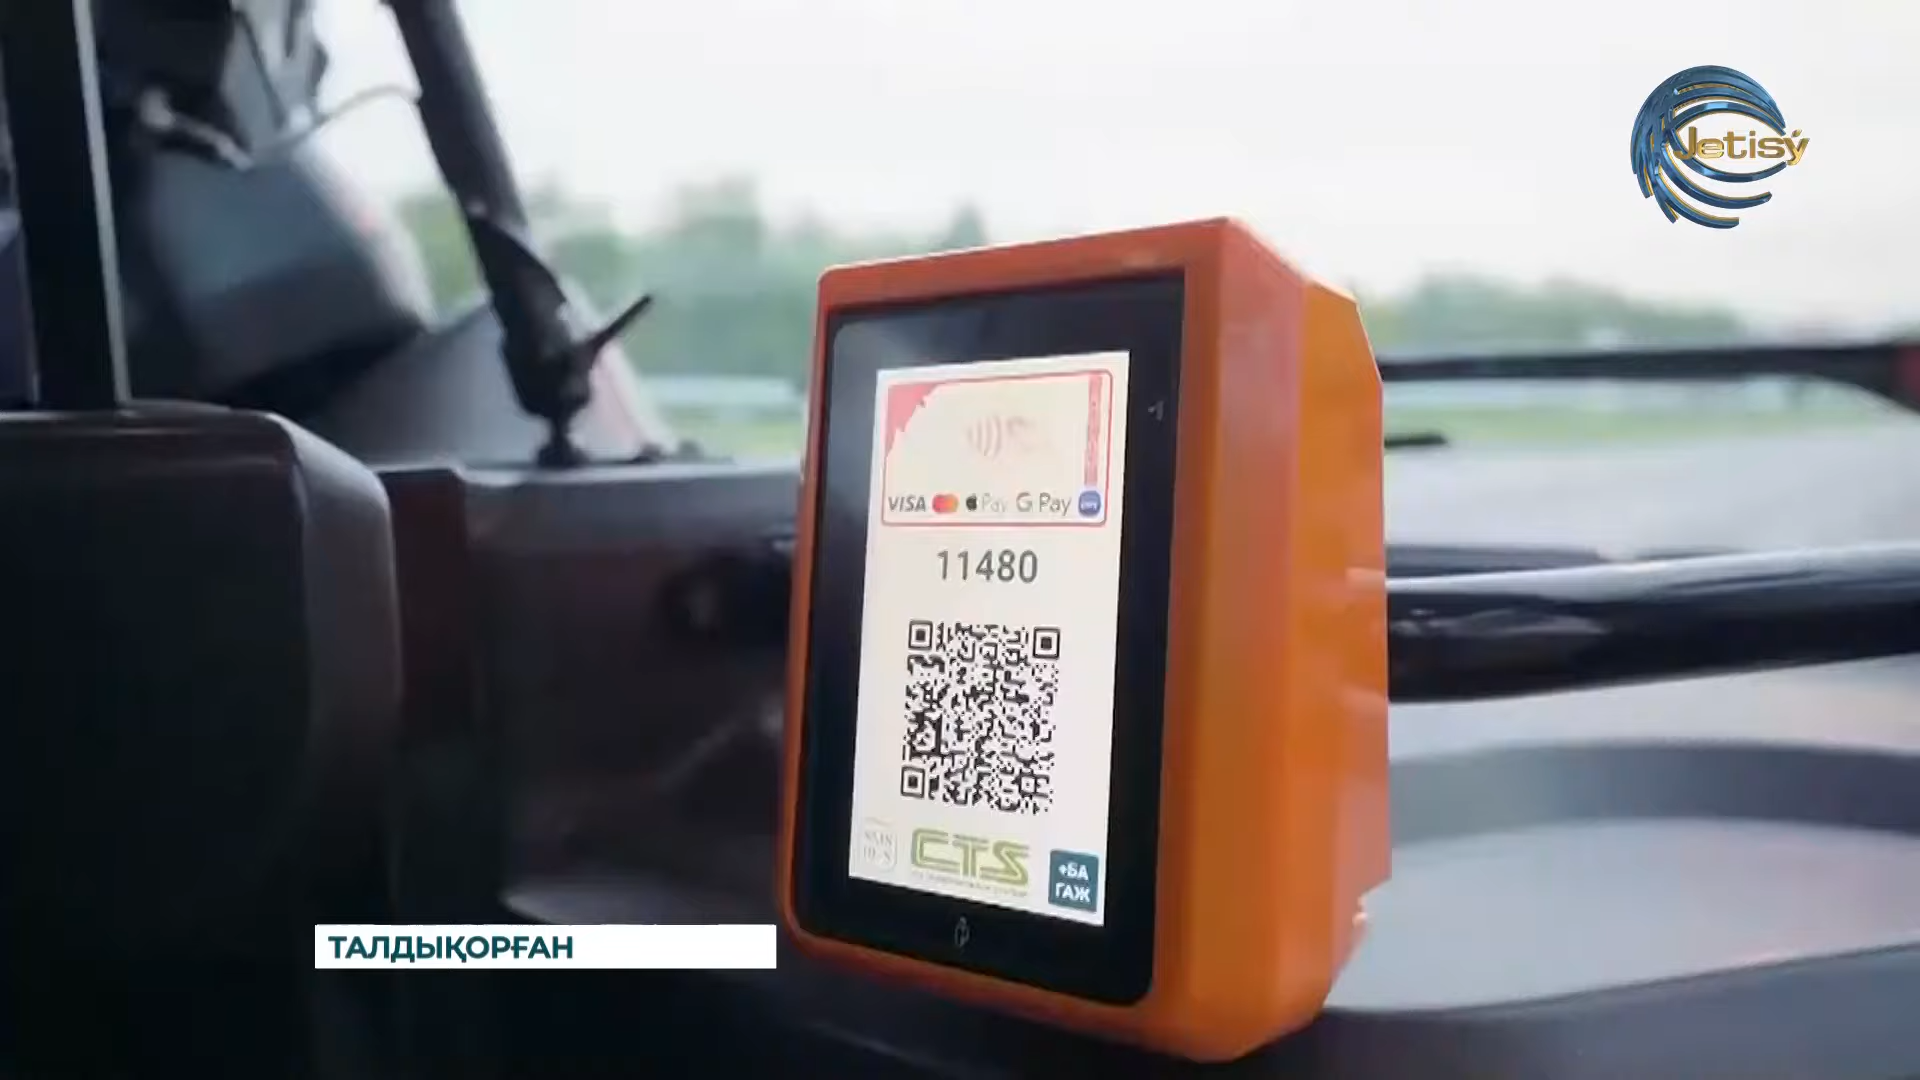 Jetisý
VISA Pay G Pay
11480
CTS
+БА
ГАЖ
ТАЛДЫҚОРҒАН